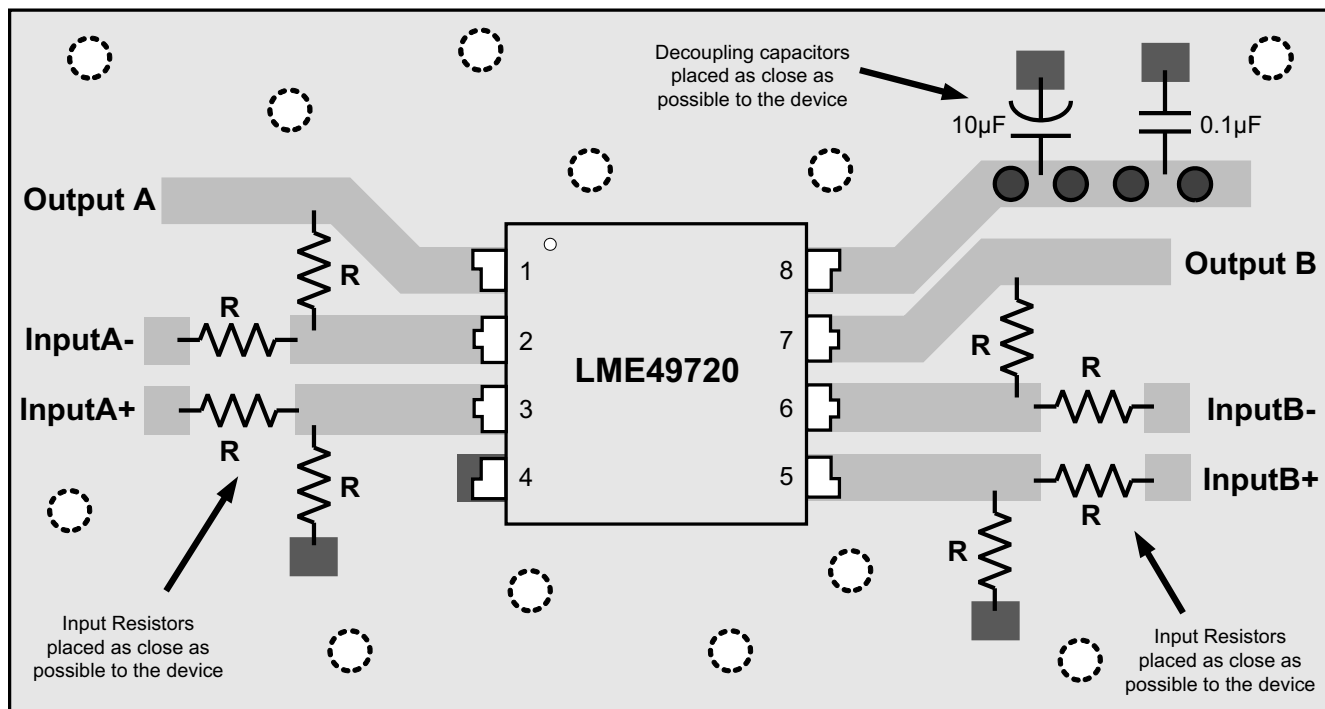 Decoupling capacitors
placed as close as
possible to the device
10µF
0.1µF
Output A
Output B
R
R
InputA-
InputA+
R
R
1
2
3
4
LME49720
8
7
6
5
R
R
InputB-
InputB+
R
R
Input Resistors
placed as close as
possible to the device
Input Resistors
placed as close as
possible to the device